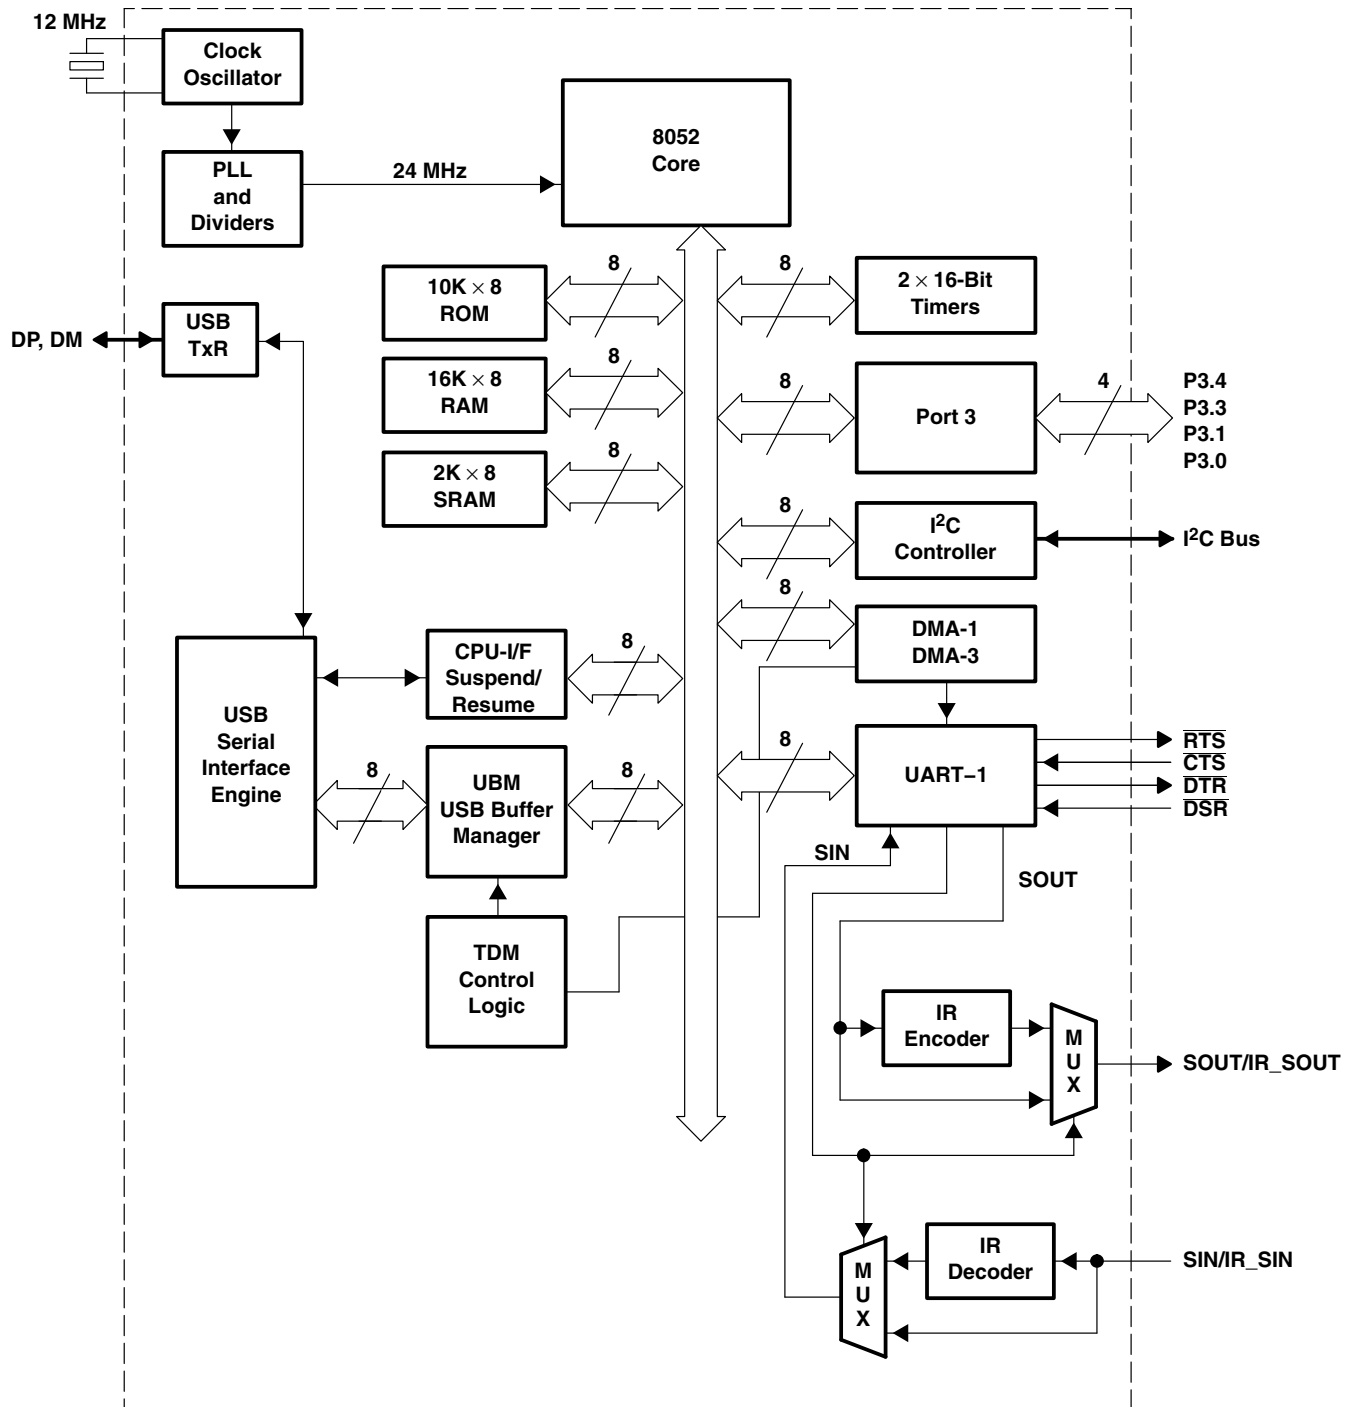 12 MHz
Clock
Oscillator
PLL
and
Dividers
24 MHz
8052
Core
10K × 8
ROM
8
8
2 × 16-Bit
Timers
DP, DM
USB
TxR
16K × 8
RAM
8
8
Port 3
4
P3.4
P3.3
P3.1
P3.0
2K × 8
SRAM
8
8
I²C
Controller
I²C Bus
8
DMA-1
DMA-3
USB
Serial
Interface
Engine
CPU-I/F
Suspend/
Resume
8
8
UBM
USB Buffer
Manager
8
8
UART–1
R̅T̅S̅
C̅T̅S̅
D̅T̅R̅
D̅S̅R̅
SIN
SOUT
TDM
Control
Logic
IR
Encoder
M
U
X
SOUT/IR_SOUT
M
U
X
IR
Decoder
SIN/IR_SIN